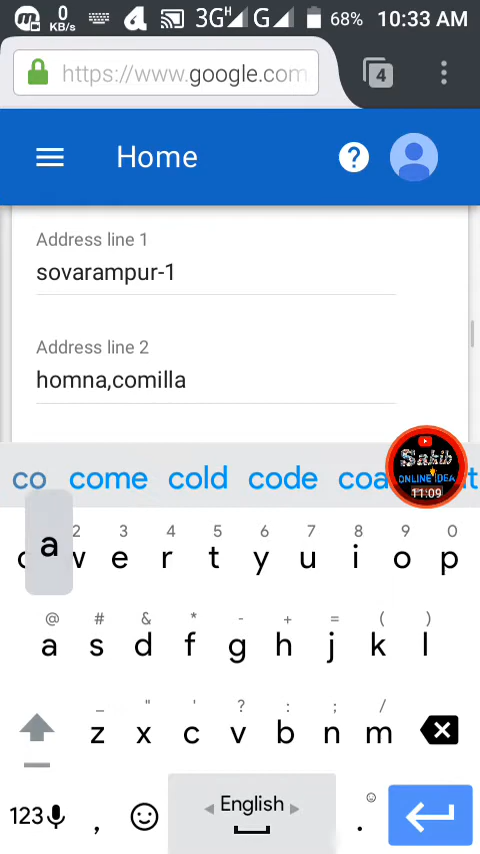 0
KB/s
3G H G 68% 10:33 AM
https://www.google.com 4
Home ?
Address line 1
sovarampur-1
Address line 2
homna,comilla
co come cold code coa t
Sakib
ONLINE IDEA
11:09
a
2 3 4 5 6 7 8 9 0
w e r t y u i o p
@ # & * - + = ( )
a s d f g h j k l
_ " ' ? : ; /
z x c v b n m
123 , English .